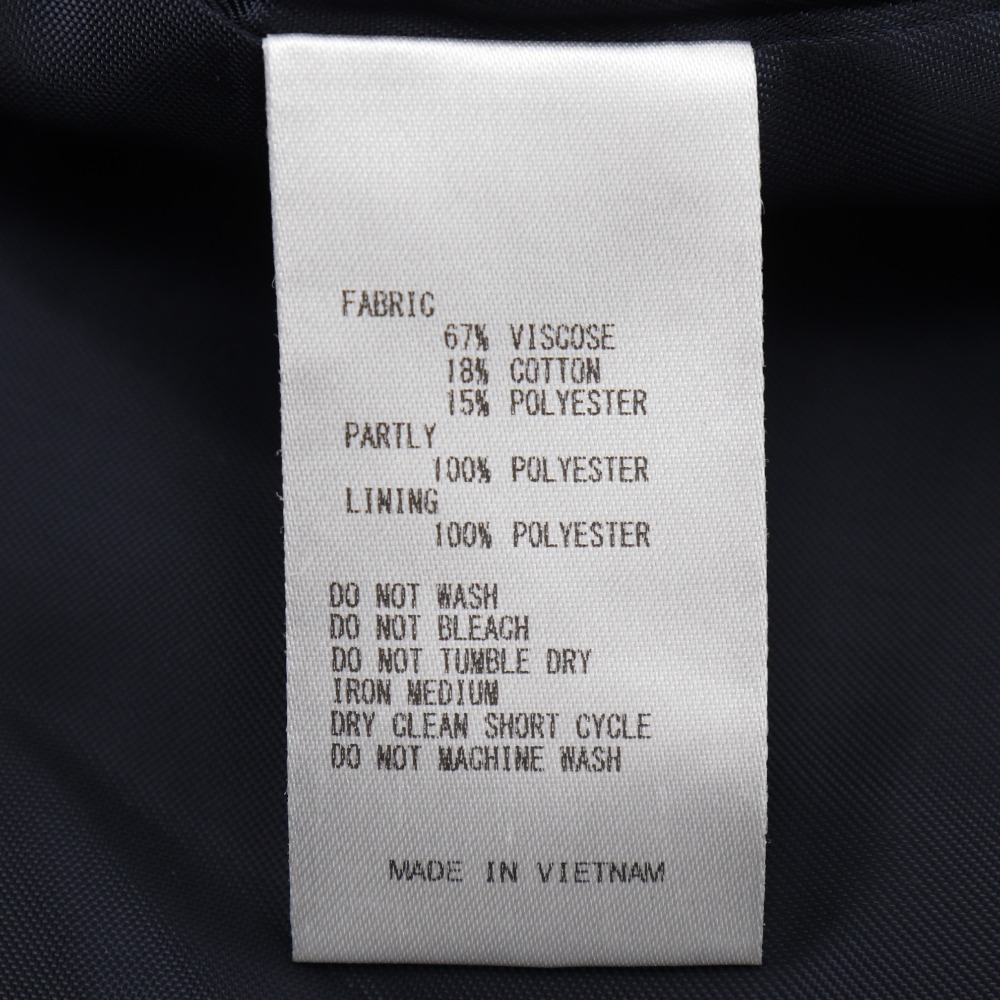 FABRIC
67% VISCOSE
18% COTTON
15% POLYESTER
PARTLY
100% POLYESTER
LINING
100% POLYESTER
DO NOT WASH
DO NOT BLEACH
DO NOT TUMBLE DRY
IRON MEDIUM
DRY CLEAN SHORT CYCLE
DO NOT MACHINE WASH
MADE IN VIETNAM